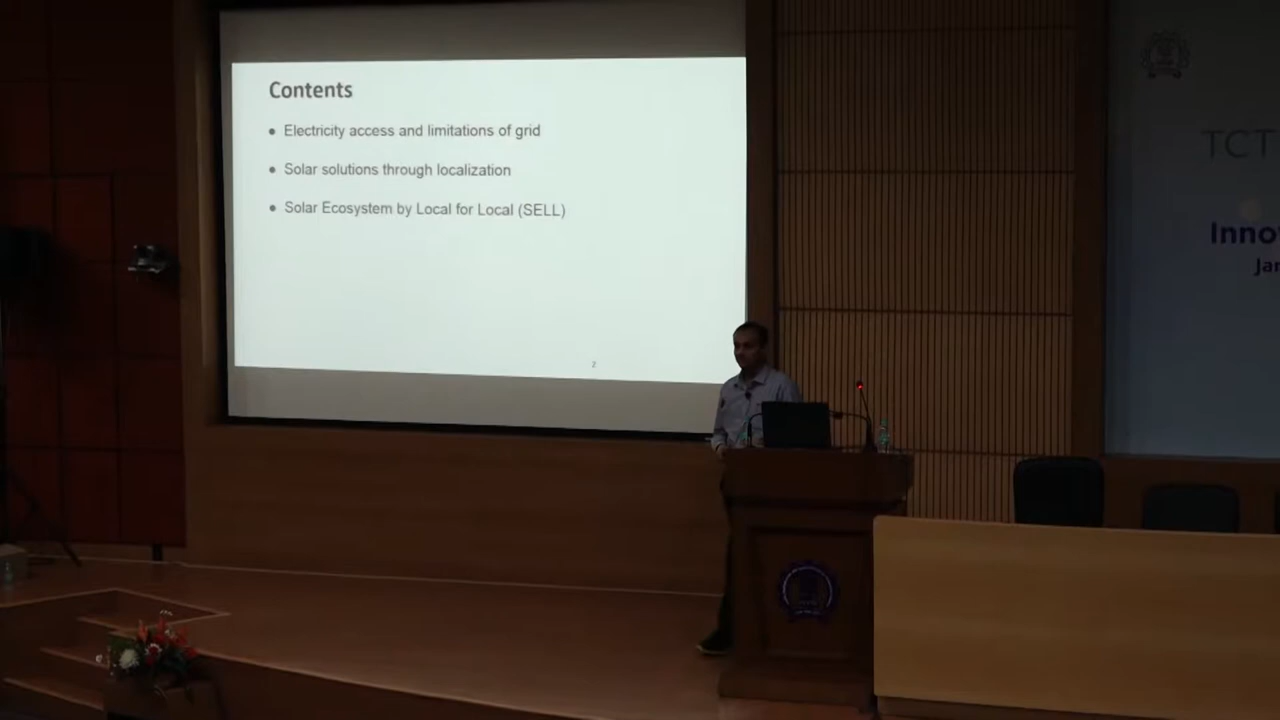 Contents
• Electricity access and limitations of grid
• Solar solutions through localization
• Solar Ecosystem by Local for Local (SELL)
2
TCT
Inno
Jan